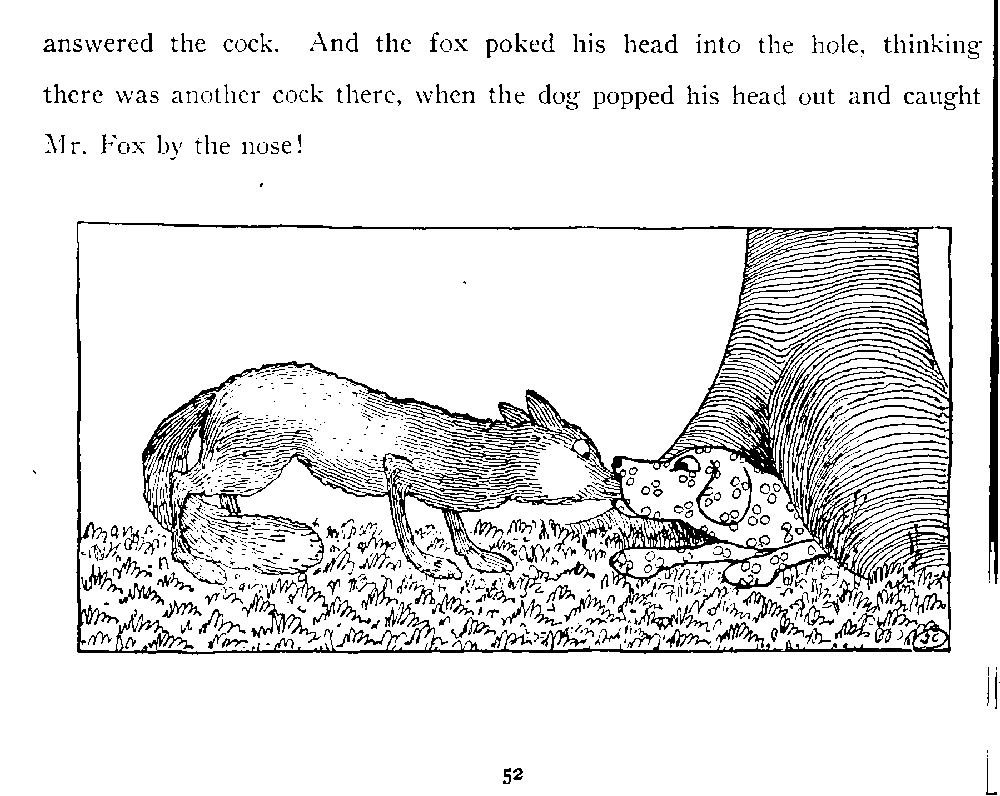 answered the cock. And the fox poked his head into the hole, thinking
there was another cock there, when the dog popped his head out and caught
Mr. Fox by the nose!
52